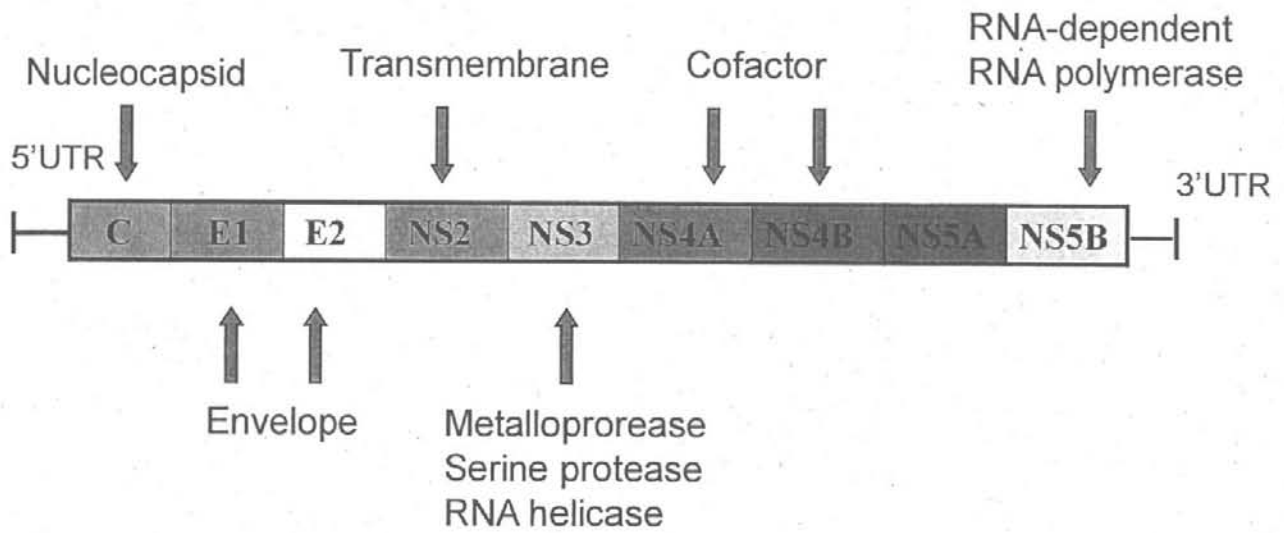 RNA-dependent
RNA polymerase
Nucleocapsid
Transmembrane
Cofactor
5'UTR
3'UTR
C E1 E2 NS2 NS3 NS4A NS4B NS5A NS5B
Envelope
Metalloprorease
Serine protease
RNA helicase